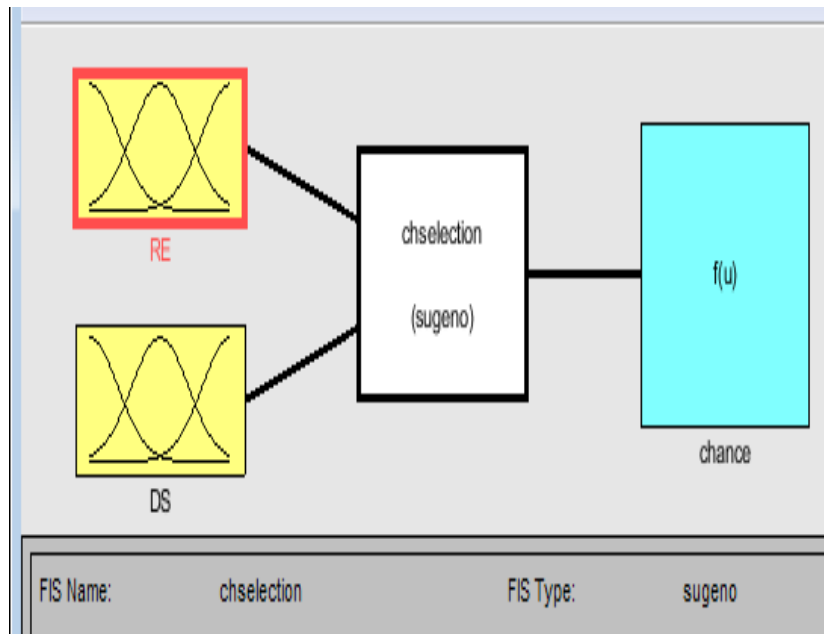 RE
chselection
(sugeno)
f(u)
chance
DS
FIS Name: chselection FIS Type: sugeno